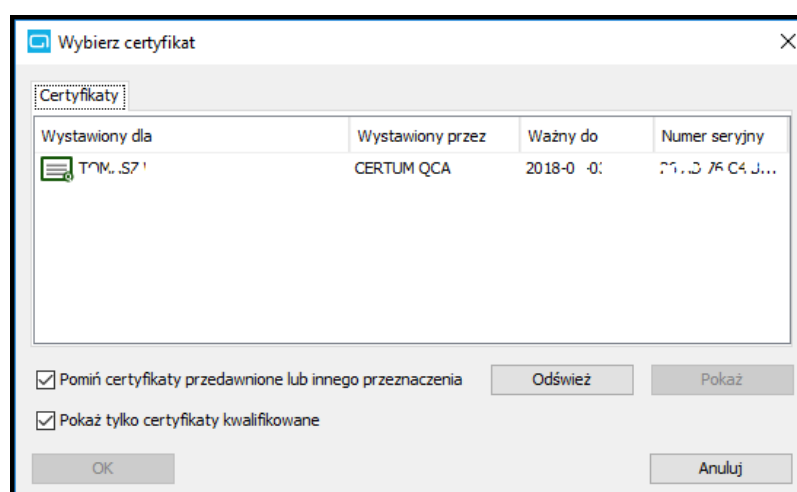 Wybierz certyfikat
Certyfikaty
Wystawiony dla Wystawiony przez Ważny do Numer seryjny
CERTUM QCA
Pomiń certyfikaty przedawnione lub innego przeznaczenia Odśwież Pokaż
Pokaż tylko certyfikaty kwalifikowane
OK Anuluj